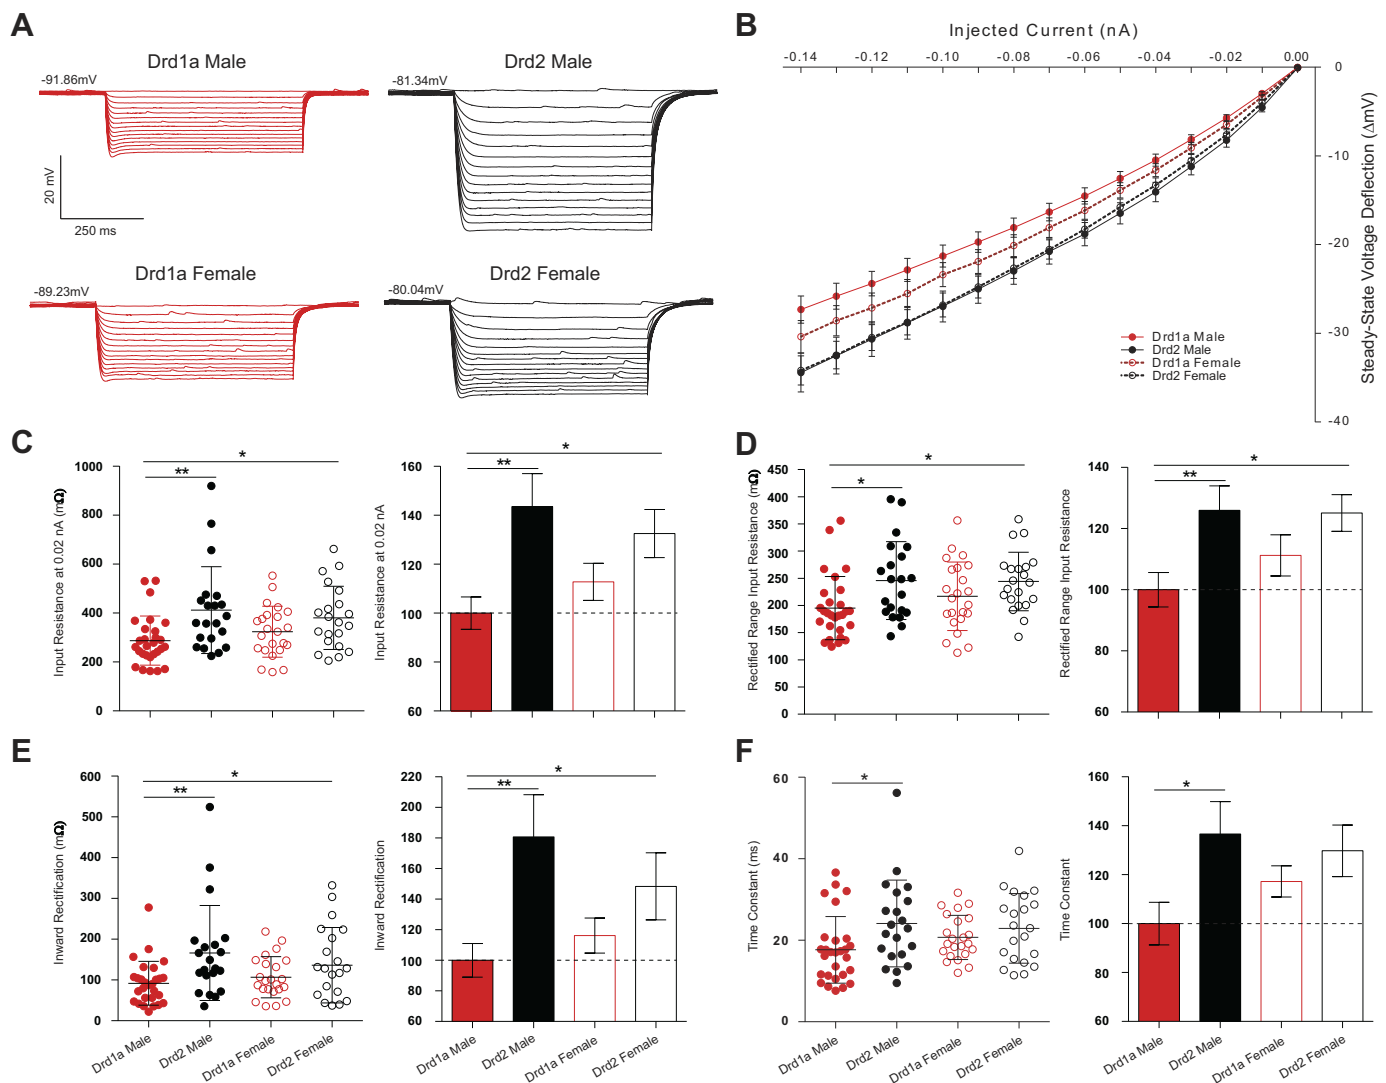 A
Drd1a Male
-91.86mV
Drd2 Male
-81.34mV
20 mV
250 ms
Drd1a Female
-89.23mV
Drd2 Female
-80.04mV
B
Injected Current (nA)
-0.14 -0.12 -0.10 -0.08 -0.06 -0.04 -0.02 0.00
0
-10
-20
-30
-40
Steady-State Voltage Deflection (ΔmV)
Drd1a Male
Drd2 Male
Drd1a Female
Drd2 Female
C
Input Resistance at 0.02 nA (mΩ)
1000
800
600
400
200
0
**
*
Input Resistance at 0.02 nA
160
140
120
100
80
60
**
*
D
Rectified Range Input Resistance (mΩ)
450
400
350
300
250
200
150
100
50
0
*
*
Rectified Range Input Resistance
140
120
100
80
60
**
*
E
Inward Rectification (mΩ)
600
500
400
300
200
100
0
**
*
Drd1a Male
Drd2 Male
Drd1a Female
Drd2 Female
Inward Rectification
220
200
180
160
140
120
100
80
60
**
*
Drd1a Male
Drd2 Male
Drd1a Female
Drd2 Female
F
Time Constant (ms)
60
40
20
0
*
Drd1a Male
Drd2 Male
Drd1a Female
Drd2 Female
Time Constant
160
140
120
100
80
60
*
Drd1a Male
Drd2 Male
Drd1a Female
Drd2 Female